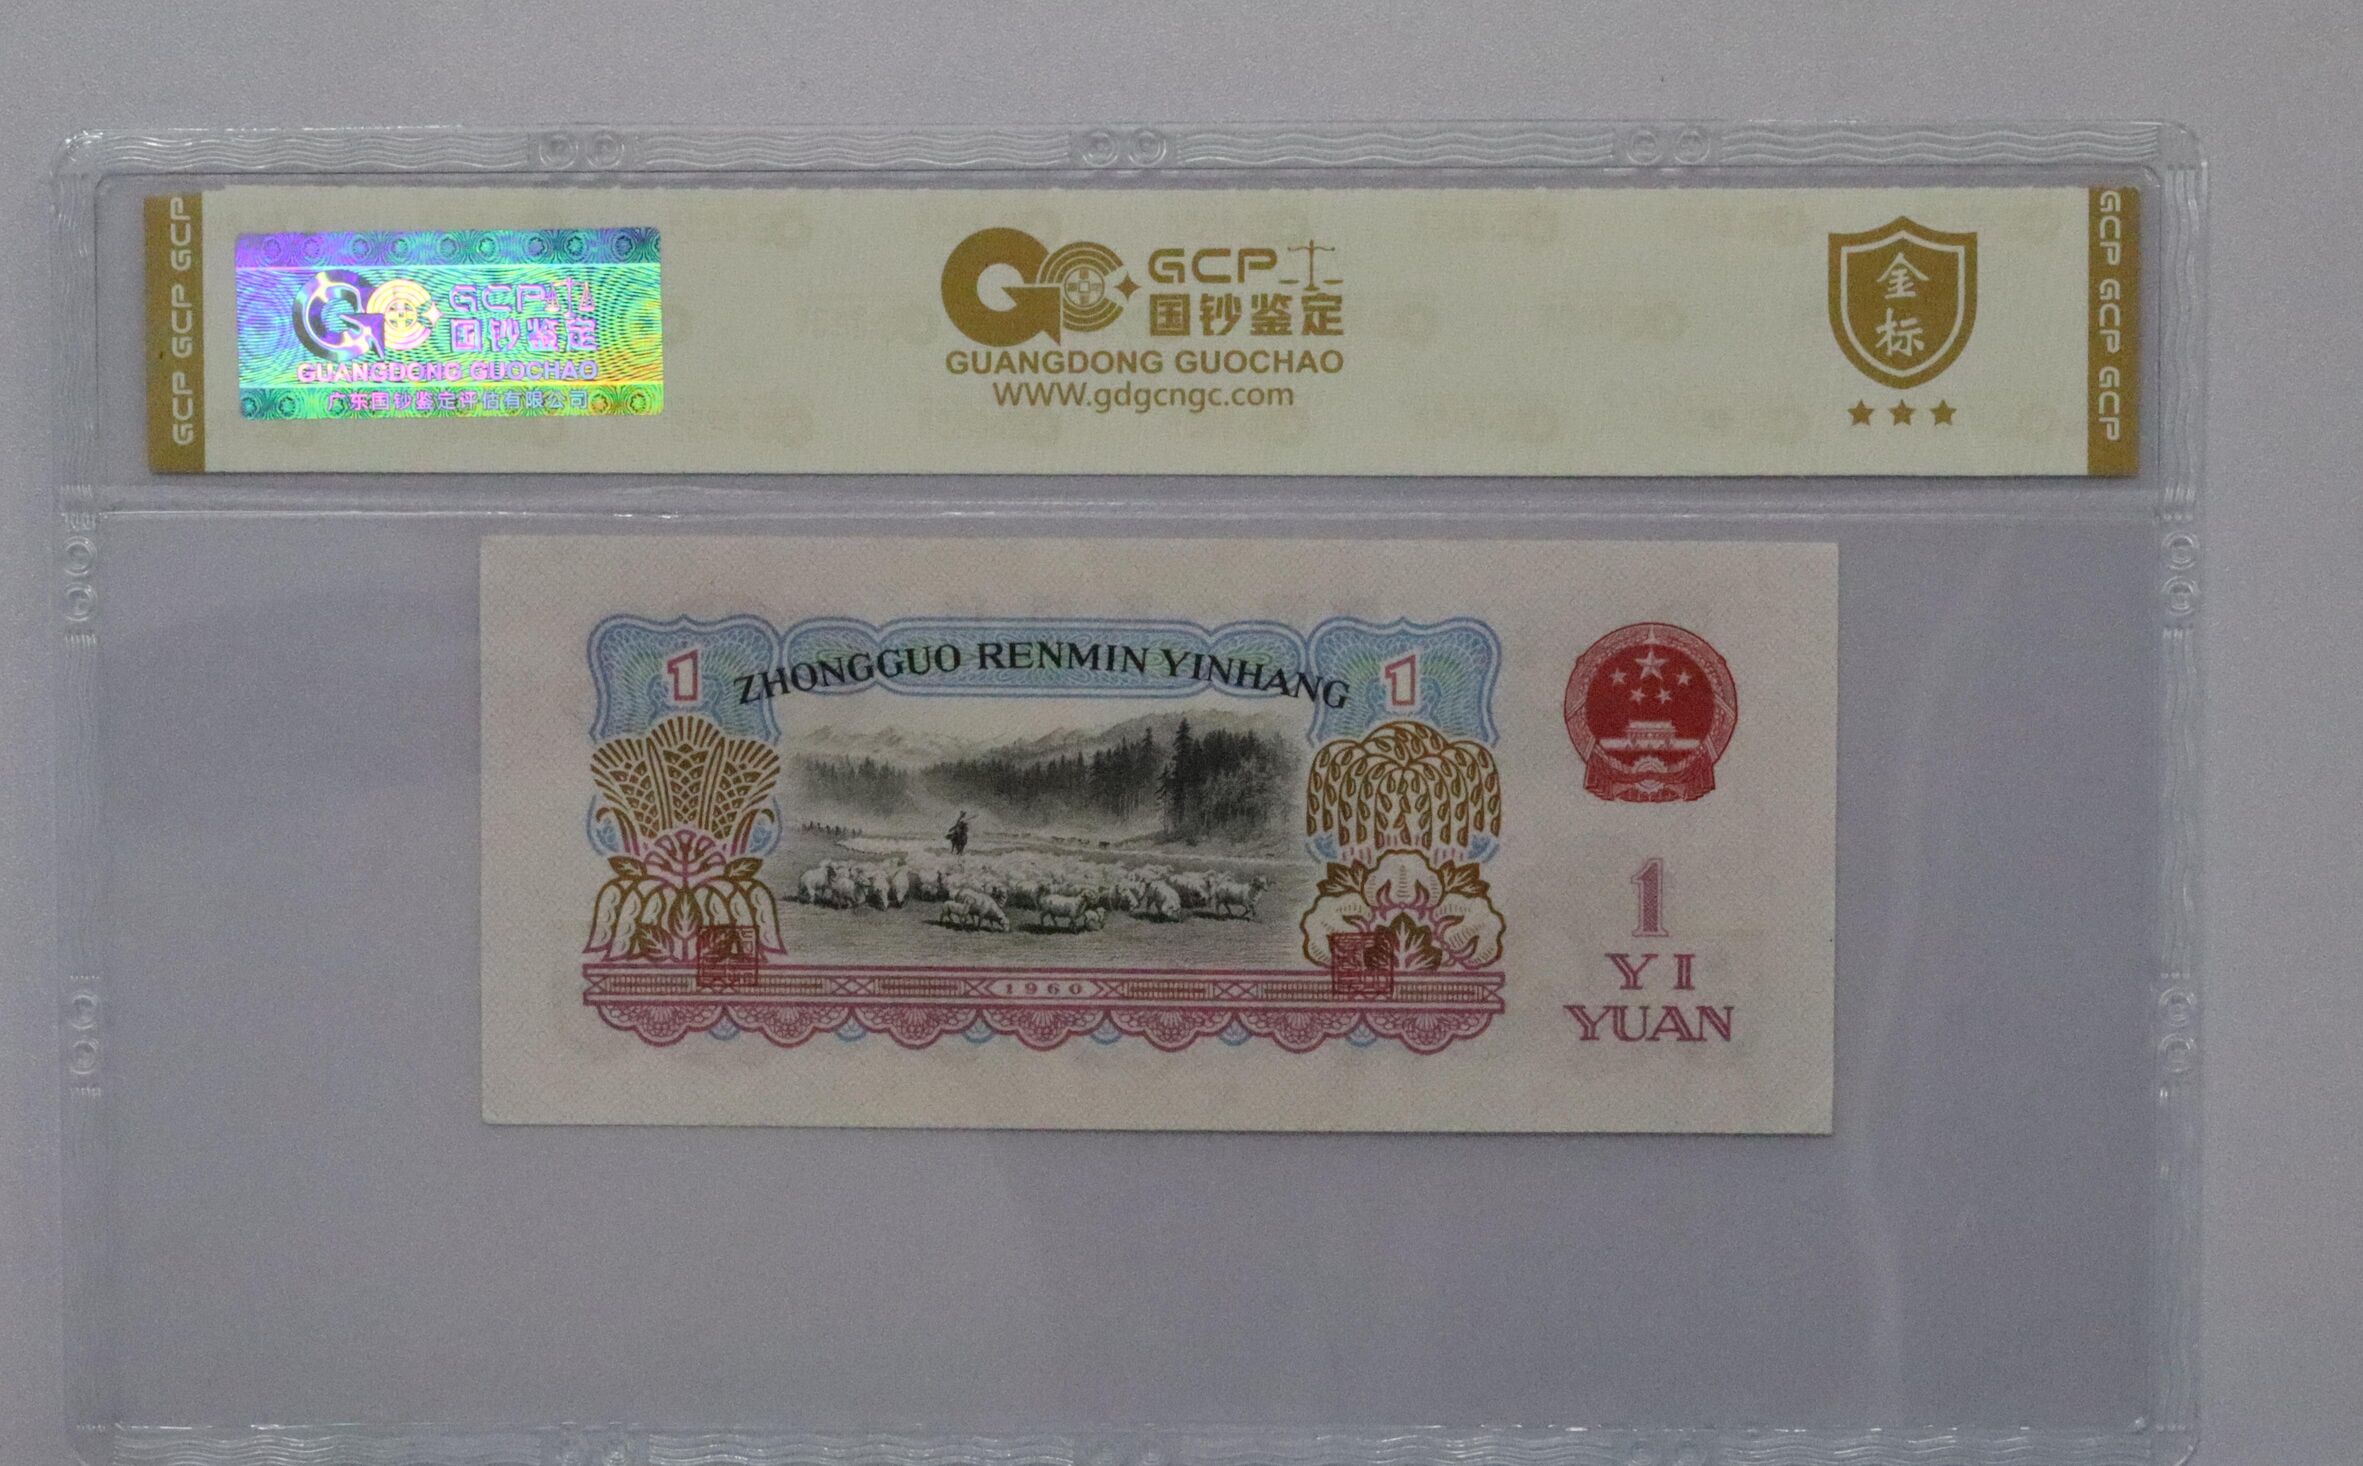 GCP GCP GCP
GCP
国钞鉴定
GUANGDONG GUOCHAO
广东国钞鉴定评估有限公司
GCP
国钞鉴定
GUANGDONG GUOCHAO
WWW.gdgcngc.com
金
标
GCP GCP GCP
1
ZHONGGUO RENMIN YINHANG
1
1960
1
YI
YUAN